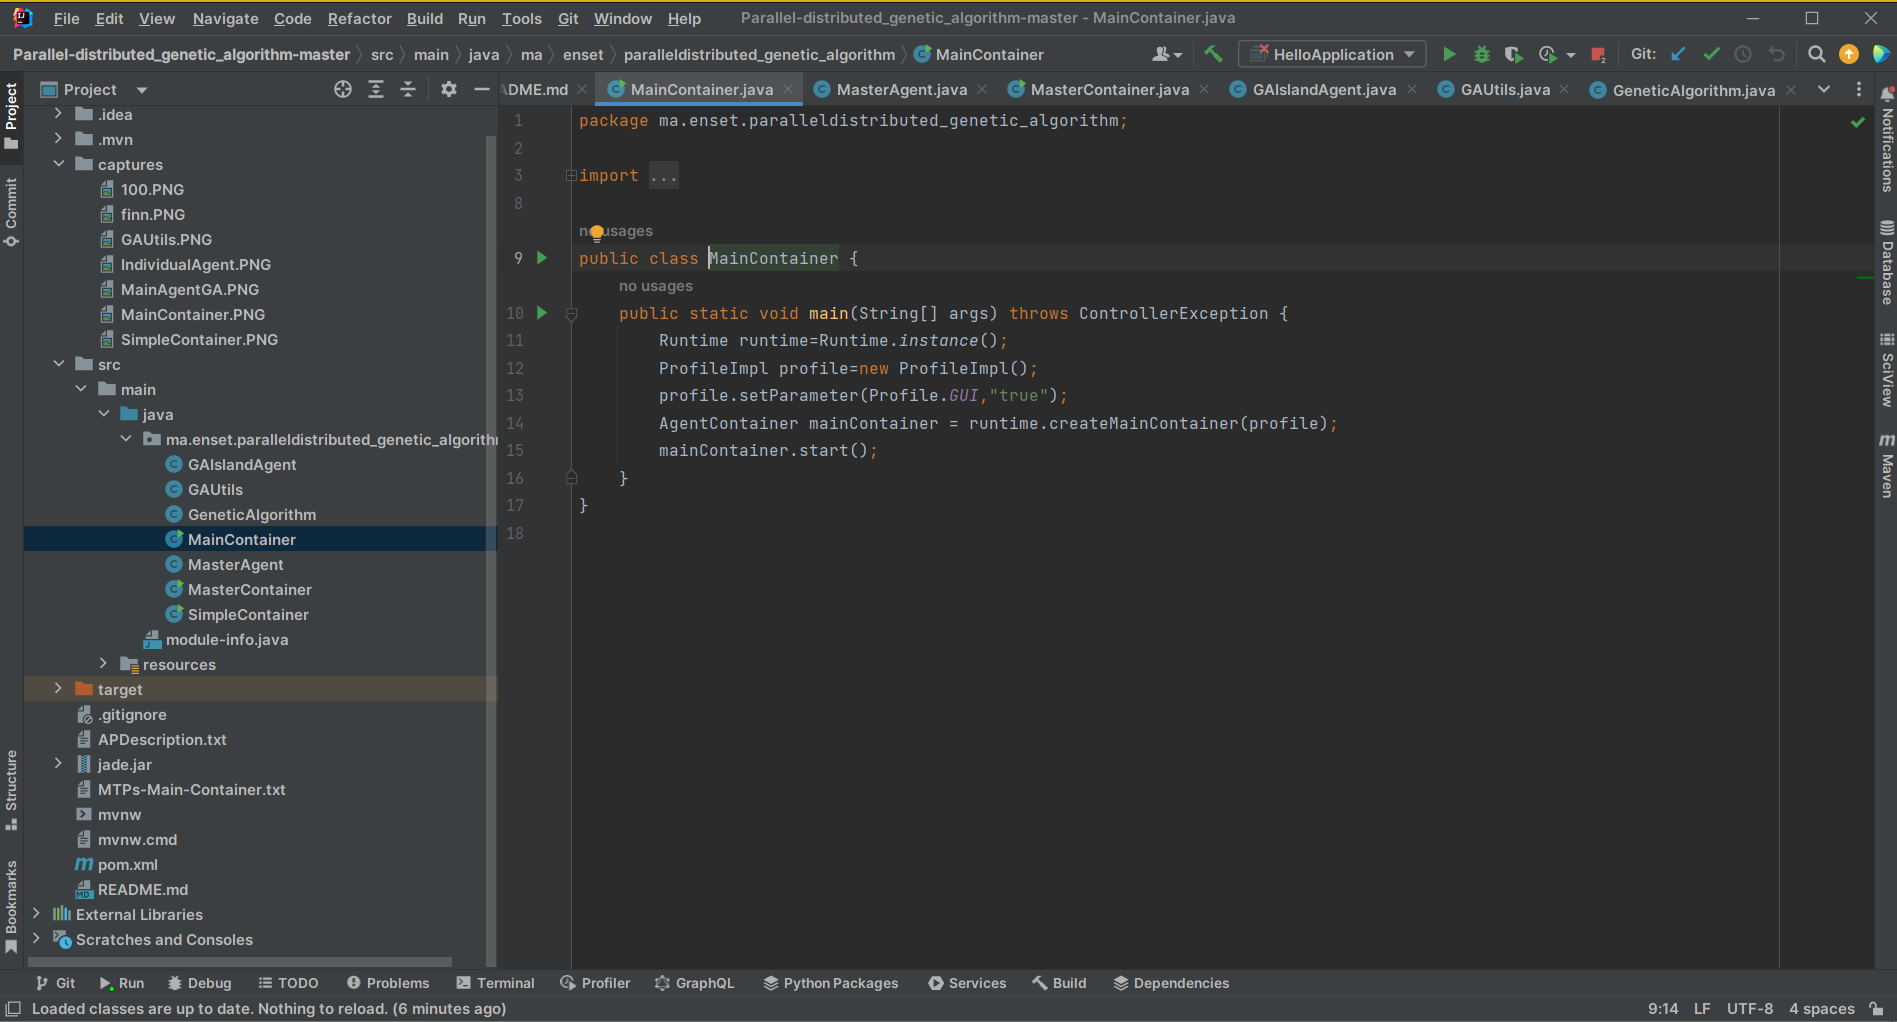 File Edit View Navigate Code Refactor Build Run Tools Git Window Help Parallel-distributed_genetic_algorithm-master - MainContainer.java
Parallel-distributed_genetic_algorithm-master src main java ma enset paralleldistributed_genetic_algorithm MainContainer HelloApplication Git:
Project ADME.md MainContainer.java MasterAgent.java MasterContainer.java GAIslandAgent.java GAUtils.java GeneticAlgorithm.java
.idea
.mvn
captures
100.PNG
finn.PNG
GAUtils.PNG
IndividualAgent.PNG
MainAgentGA.PNG
MainContainer.PNG
SimpleContainer.PNG
src
main
java
ma.enset.paralleldistributed_genetic_algorithm
GAIslandAgent
GAUtils
GeneticAlgorithm
MainContainer
MasterAgent
MasterContainer
SimpleContainer
module-info.java
resources
target
.gitignore
APDescription.txt
jade.jar
MTPs-Main-Container.txt
mvnw
mvnw.cmd
pom.xml
README.md
External Libraries
Scratches and Consoles
1 package ma.enset.paralleldistributed_genetic_algorithm;
2
3 import ...
8
no usages
9 public class MainContainer {
no usages
10 public static void main(String[] args) throws ControllerException {
11 Runtime runtime=Runtime.instance();
12 ProfileImpl profile=new ProfileImpl();
13 profile.setParameter(Profile.GUI,"true");
14 AgentContainer mainContainer = runtime.createMainContainer(profile);
15 mainContainer.start();
16 }
17 }
18
Project
Commit
Structure
Bookmarks
Notifications
Database
SciView
Maven
Git Run Debug TODO Problems Terminal Profiler GraphQL Python Packages Services Build Dependencies
Loaded classes are up to date. Nothing to reload. (6 minutes ago) 9:14 LF UTF-8 4 spaces